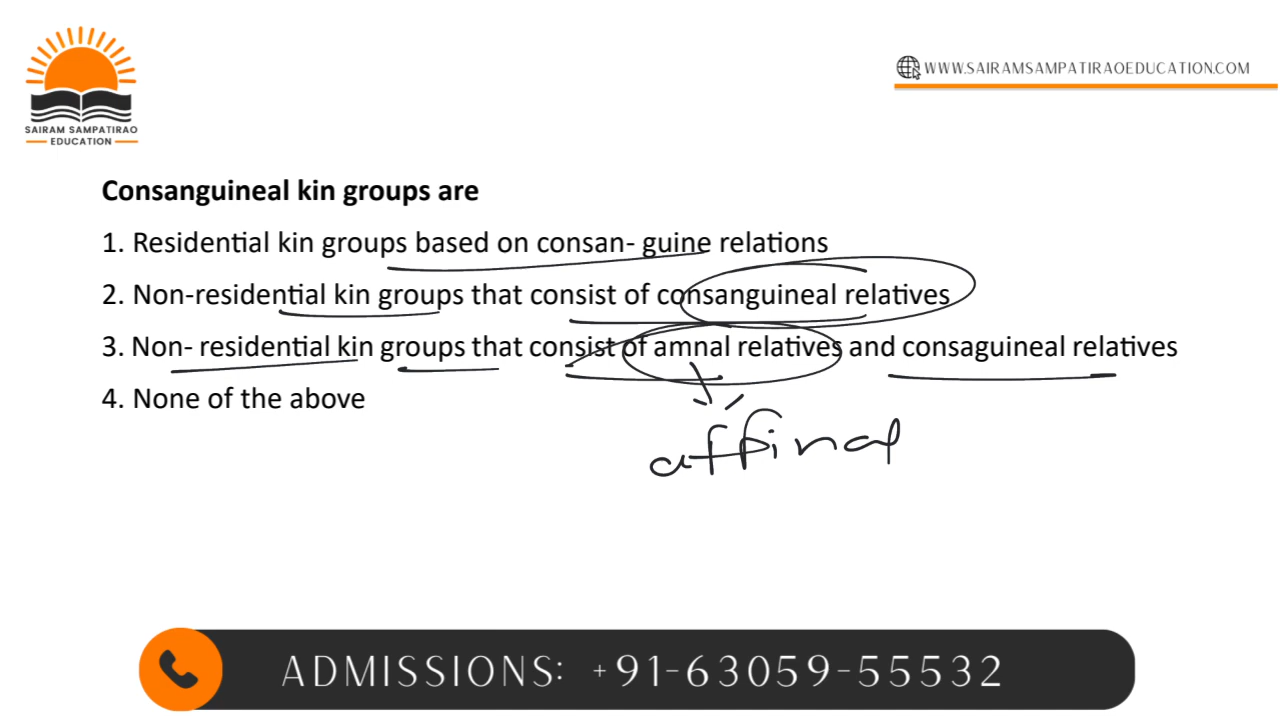 SAIRAM SAMPATIRAO
EDUCATION
WWW.SAIRAMSAMPATIRAOEDUCATION.COM
Consanguineal kin groups are
1. Residential kin groups based on consan- guine relations
2. Non-residential kin groups that consist of consanguineal relatives
3. Non- residential kin groups that consist of amnal relatives and consaguineal relatives
4. None of the above
affinal
ADMISSIONS: +91-63059-55532